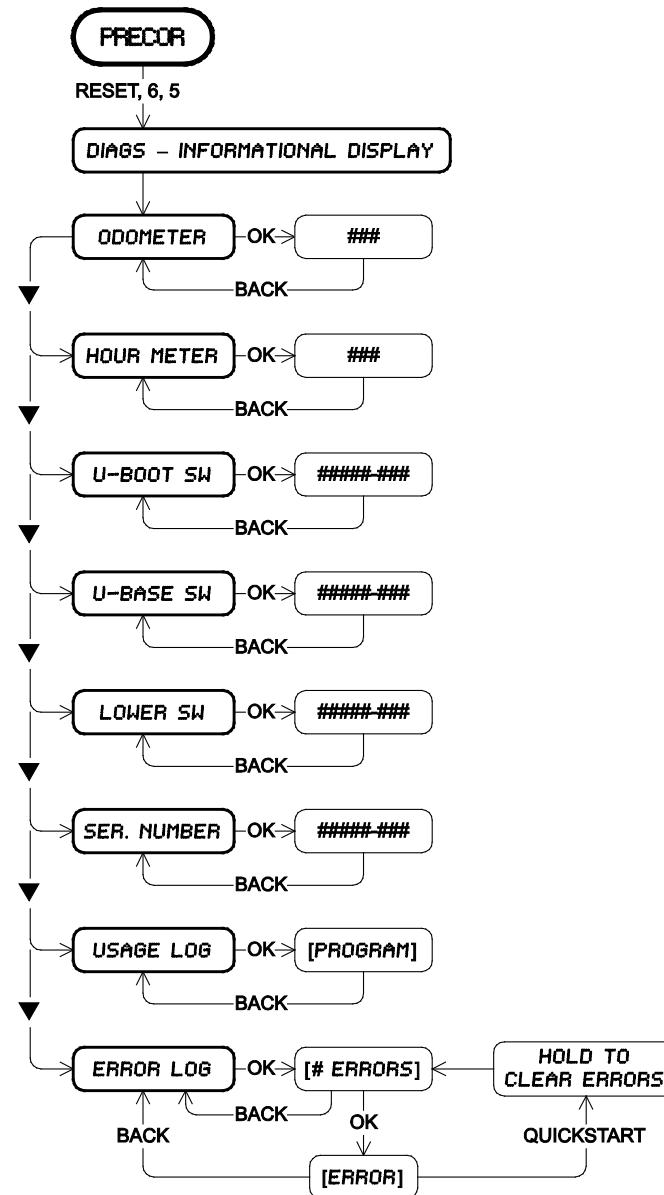 PRECOR
RESET, 6, 5
DIAGS – INFORMATIONAL DISPLAY
ODOMETER
OK
###
BACK
HOUR METER
OK
###
BACK
U-BOOT SW
OK
#####-###
BACK
U-BASE SW
OK
#####-###
BACK
LOWER SW
OK
#####-###
BACK
SER. NUMBER
OK
#####-###
BACK
USAGE LOG
OK
[PROGRAM]
BACK
ERROR LOG
OK
[# ERRORS]
HOLD TO
CLEAR ERRORS
BACK
OK
BACK
QUICKSTART
[ERROR]